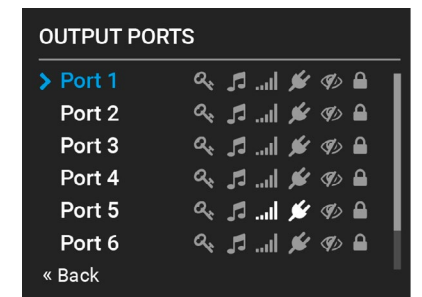 OUTPUT PORTS
Port 1
Port 2
Port 3
Port 4
Port 5
Port 6
« Back